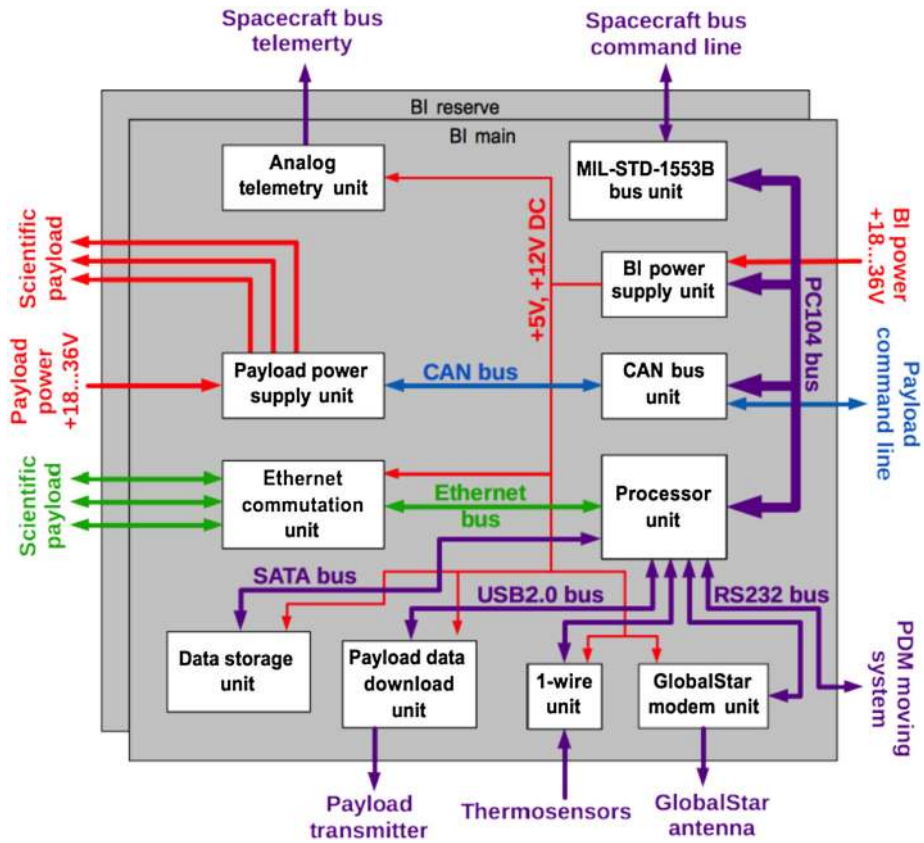 Spacecraft bus
telemerty
Spacecraft bus
command line
BI reserve
BI main
Analog
telemetry unit
MIL-STD-1553B
bus unit
Scientific
payload
+5V, +12V DC
BI power
supply unit
BI power
+18...36V
PC104 bus
Payload
power
+18...36V
Payload power
supply unit
CAN bus
CAN bus
unit
Payload
command line
Scientific
payload
Ethernet
commutation
unit
Ethernet
bus
Processor
unit
SATA bus
USB2.0 bus
RS232 bus
Data storage
unit
Payload data
download
unit
1-wire
unit
GlobalStar
modem unit
PDM moving
system
Payload
transmitter
Thermosensors
GlobalStar
antenna